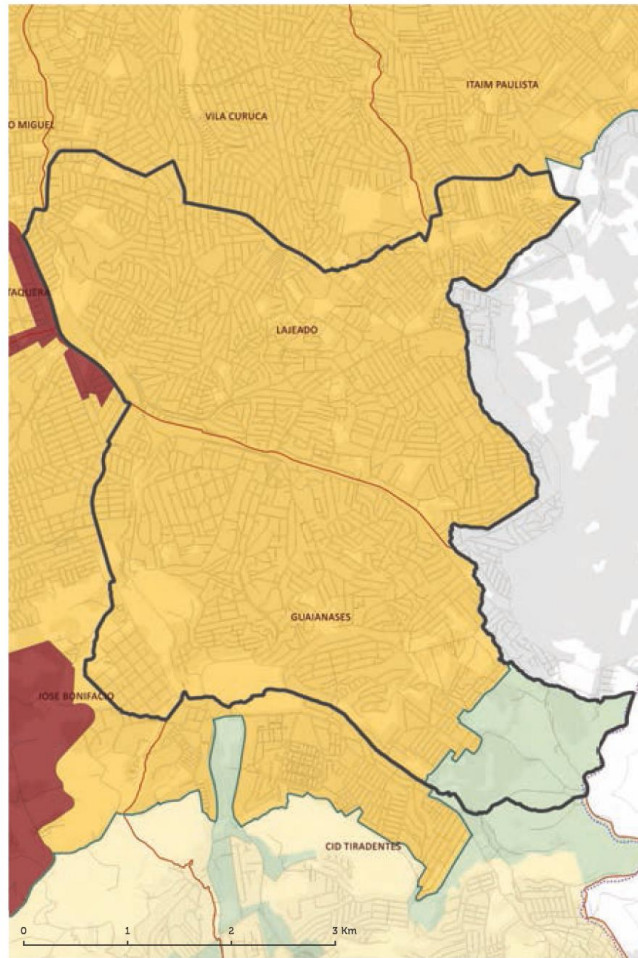 ITAIM PAULISTA
VILA CURUCA
O MIGUEL
TAQUERA
LAJEADO
GUAIANASES
JOSE BONIFACIO
CID TIRADENTES
0 1 2 3 Km